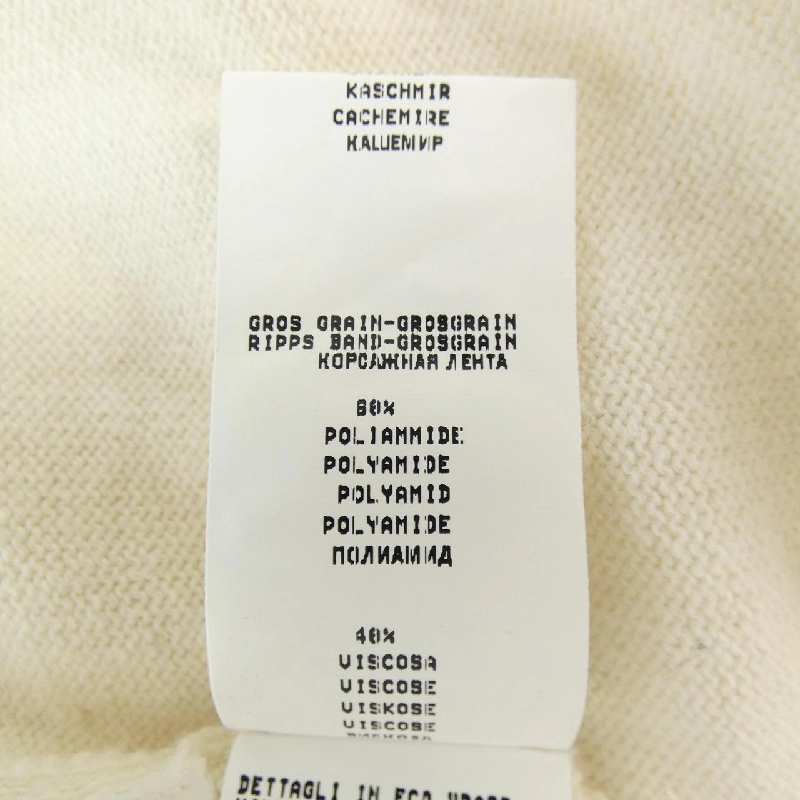 KASCHMIR
CACHEMIRE
КАШЕМИР
GROS GRAIN-GROSGRAIN
RIPPS BAND-GROSGRAIN
КОРСАЖНАЯ ЛЕНТА
60%
POLIAMMIDE
POLYAMIDE
POLYAMID
POLYAMIDE
ПОЛИАМИД
40%
VISCOSA
VISCOSE
VISKOSE
VISCOSE
DETTAGLI IN ECO